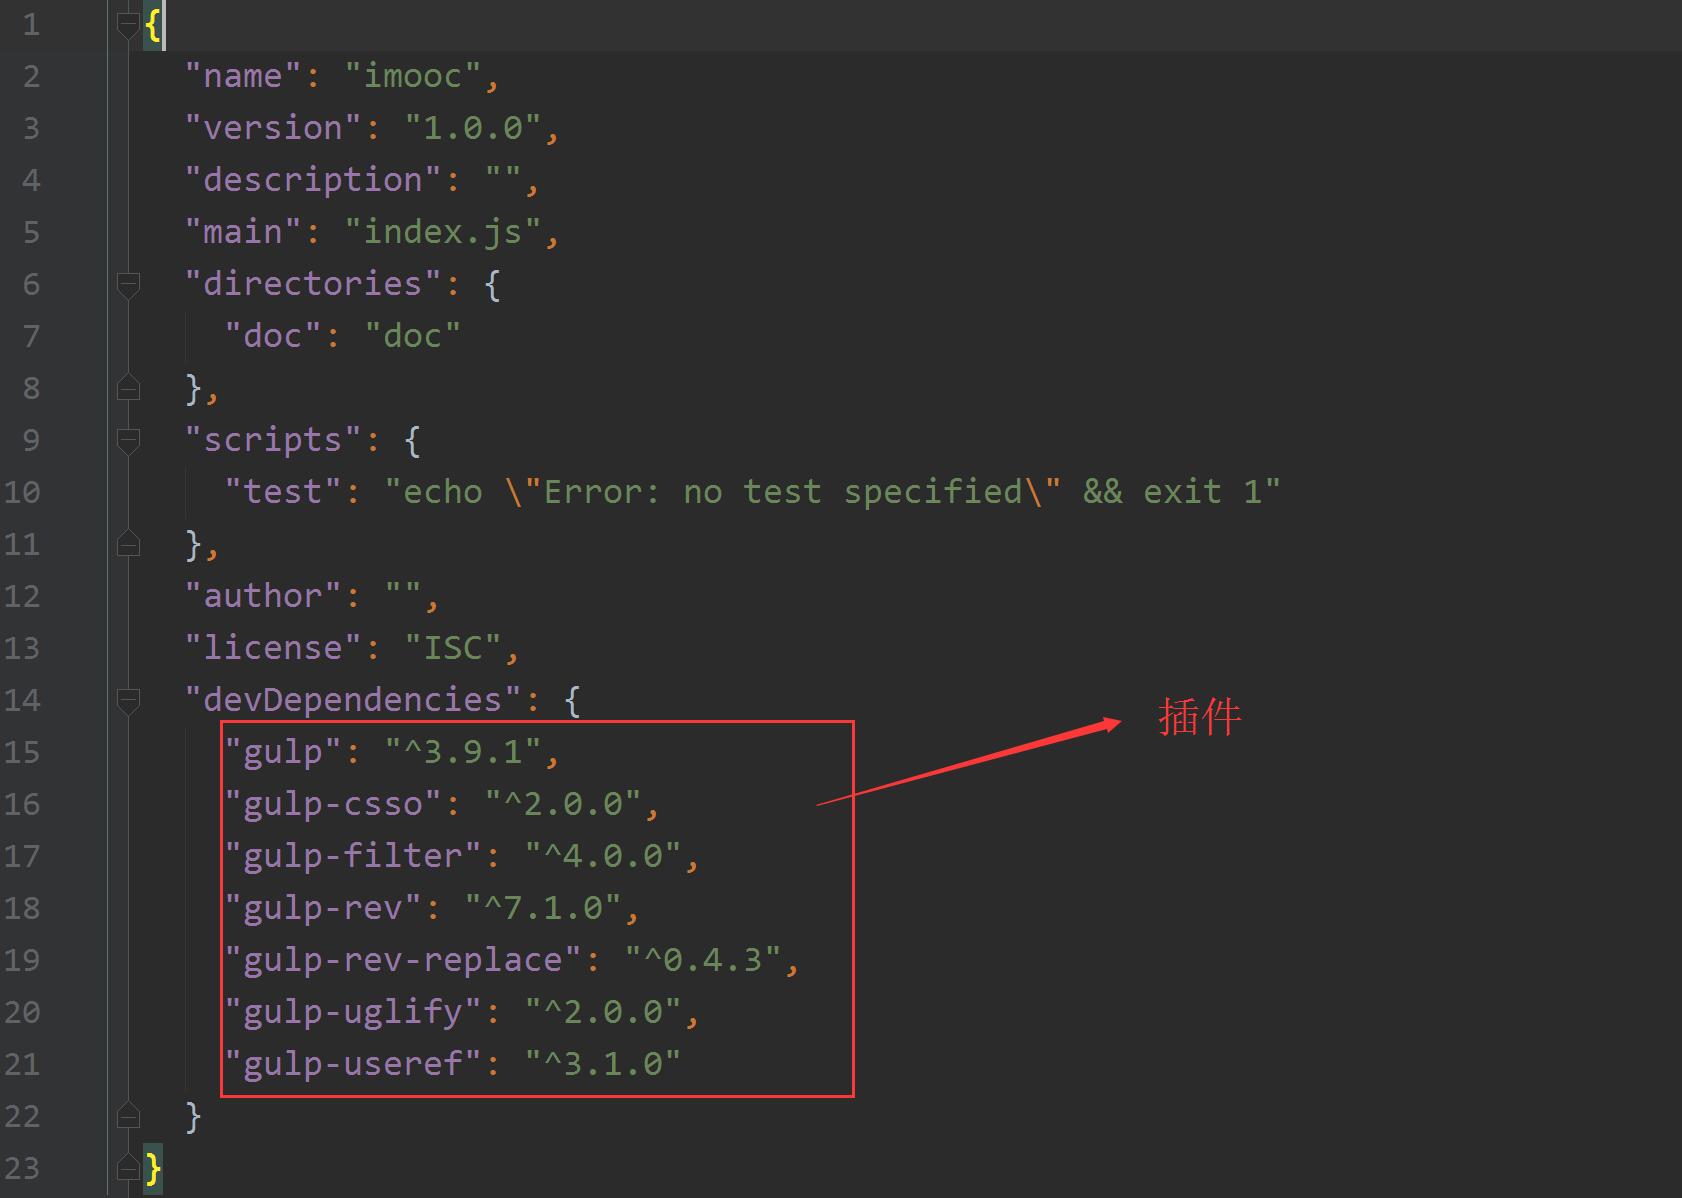 1 {
2 "name": "imooc",
3 "version": "1.0.0",
4 "description": "",
5 "main": "index.js",
6 "directories": {
7 "doc": "doc"
8 },
9 "scripts": {
10 "test": "echo \"Error: no test specified\" && exit 1"
11 },
12 "author": "",
13 "license": "ISC",
14 "devDependencies": {
15 "gulp": "^3.9.1",
插件
16 "gulp-csso": "^2.0.0",
17 "gulp-filter": "^4.0.0",
18 "gulp-rev": "^7.1.0",
19 "gulp-rev-replace": "^0.4.3",
20 "gulp-uglify": "^2.0.0",
21 "gulp-useref": "^3.1.0"
22 }
23 }